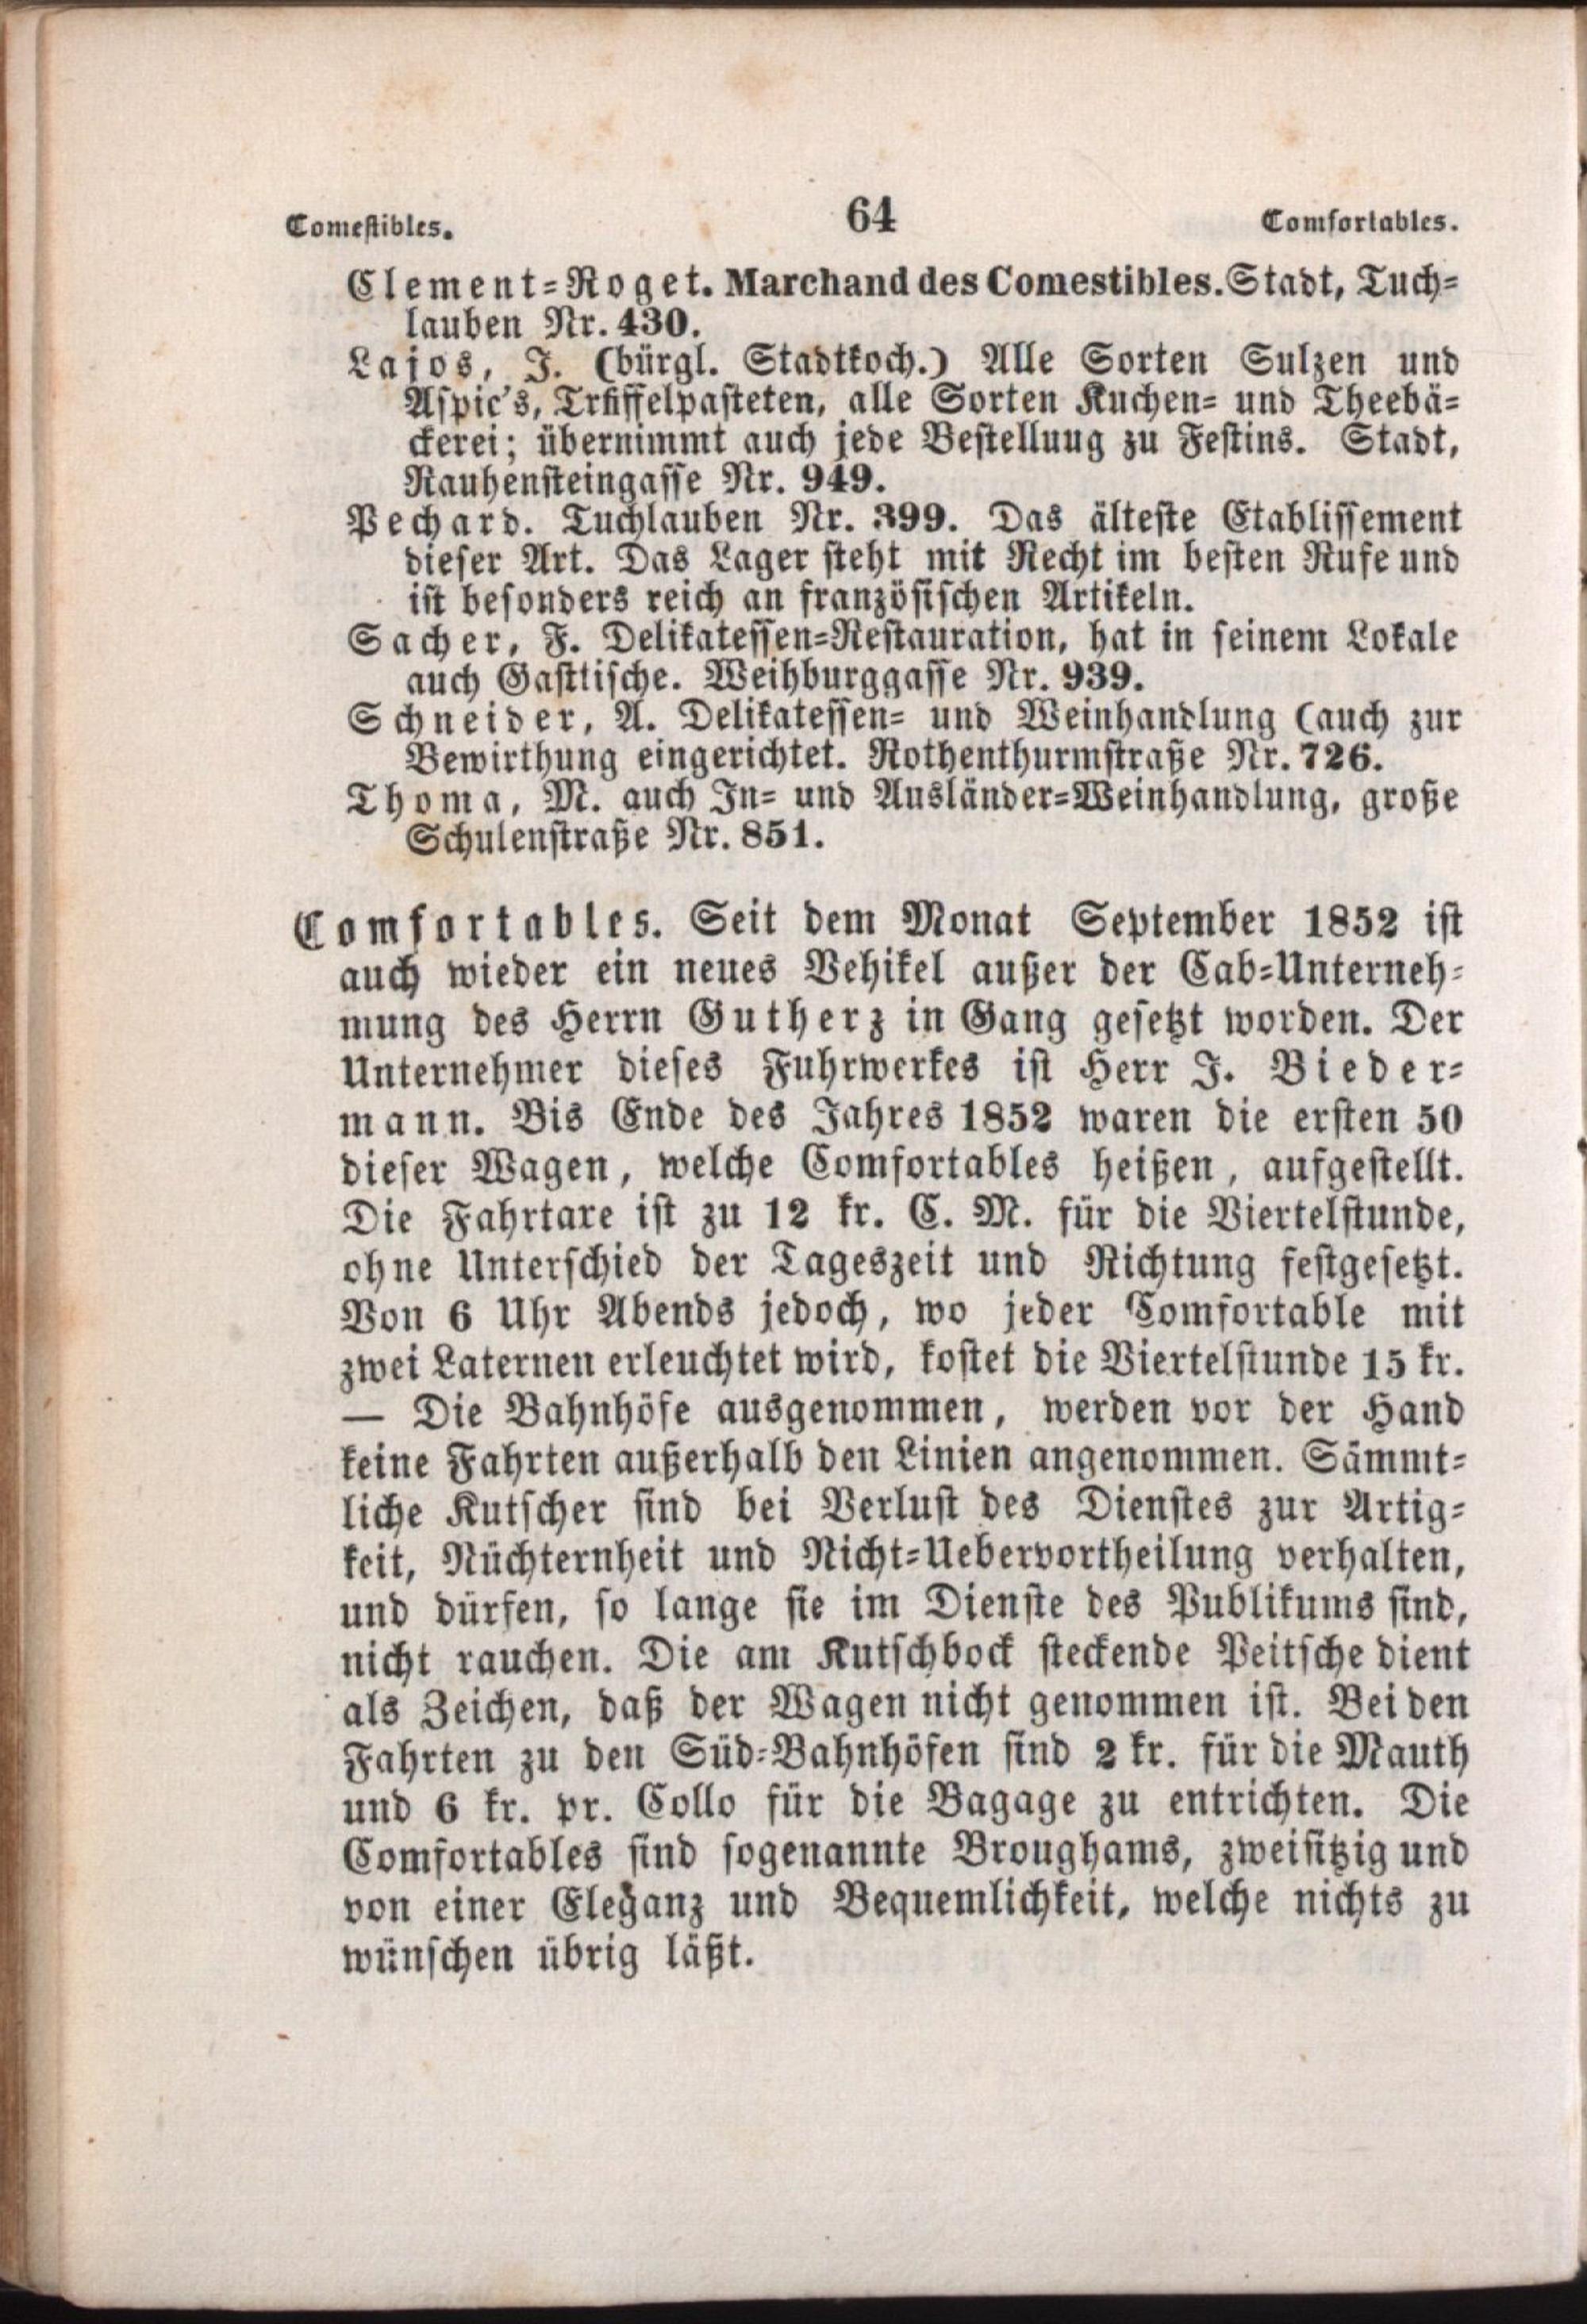 Comestibles. 64 Comfortables.
Clement-Roget. Marchand des Comestibles. Stadt, Tuch-
lauben Nr. 430.
Lajos, J. (bürgl. Stadtkoch.) Alle Sorten Sulzen und
Aspic's, Trüffelpasteten, alle Sorten Kuchen- und Theebä-
ckerei; übernimmt auch jede Bestellung zu Festins. Stadt,
Rauhensteingasse Nr. 949.
Pechard. Tuchlauben Nr. 399. Das älteste Etablissement
dieser Art. Das Lager steht mit Recht im besten Rufe und
ist besonders reich an französischen Artikeln.
Sacher, F. Delikatessen-Restauration, hat in seinem Lokale
auch Gasttische. Weihburggasse Nr. 939.
Schneider, A. Delikatessen- und Weinhandlung (auch zur
Bewirthung eingerichtet. Rothenthurmstraße Nr. 726.
Thoma, M. auch In- und Ausländer-Weinhandlung, große
Schulenstraße Nr. 851.
Comfortables. Seit dem Monat September 1852 ist
auch wieder ein neues Vehikel außer der Cab-Unterneh-
mung des Herrn Gutherz in Gang gesetzt worden. Der
Unternehmer dieses Fuhrwerkes ist Herr J. Bieder-
mann. Bis Ende des Jahres 1852 waren die ersten 50
dieser Wagen, welche Comfortables heißen, aufgestellt.
Die Fahrtare ist zu 12 kr. C. M. für die Viertelstunde,
ohne Unterschied der Tageszeit und Richtung festgesetzt.
Von 6 Uhr Abends jedoch, wo jeder Comfortable mit
zwei Laternen erleuchtet wird, kostet die Viertelstunde 15 kr.
— Die Bahnhöfe ausgenommen, werden vor der Hand
keine Fahrten außerhalb den Linien angenommen. Sämmt-
liche Kutscher sind bei Verlust des Dienstes zur Artig-
keit, Nüchternheit und Nicht-Uebervortheilung verhalten,
und dürfen, so lange sie im Dienste des Publikums sind,
nicht rauchen. Die am Kutschbock steckende Peitsche dient
als Zeichen, daß der Wagen nicht genommen ist. Bei den
Fahrten zu den Süd-Bahnhöfen sind 2 kr. für die Mauth
und 6 kr. pr. Collo für die Bagage zu entrichten. Die
Comfortables sind sogenannte Broughams, zweisitzig und
von einer Eleganz und Bequemlichkeit, welche nichts zu
wünschen übrig läßt.